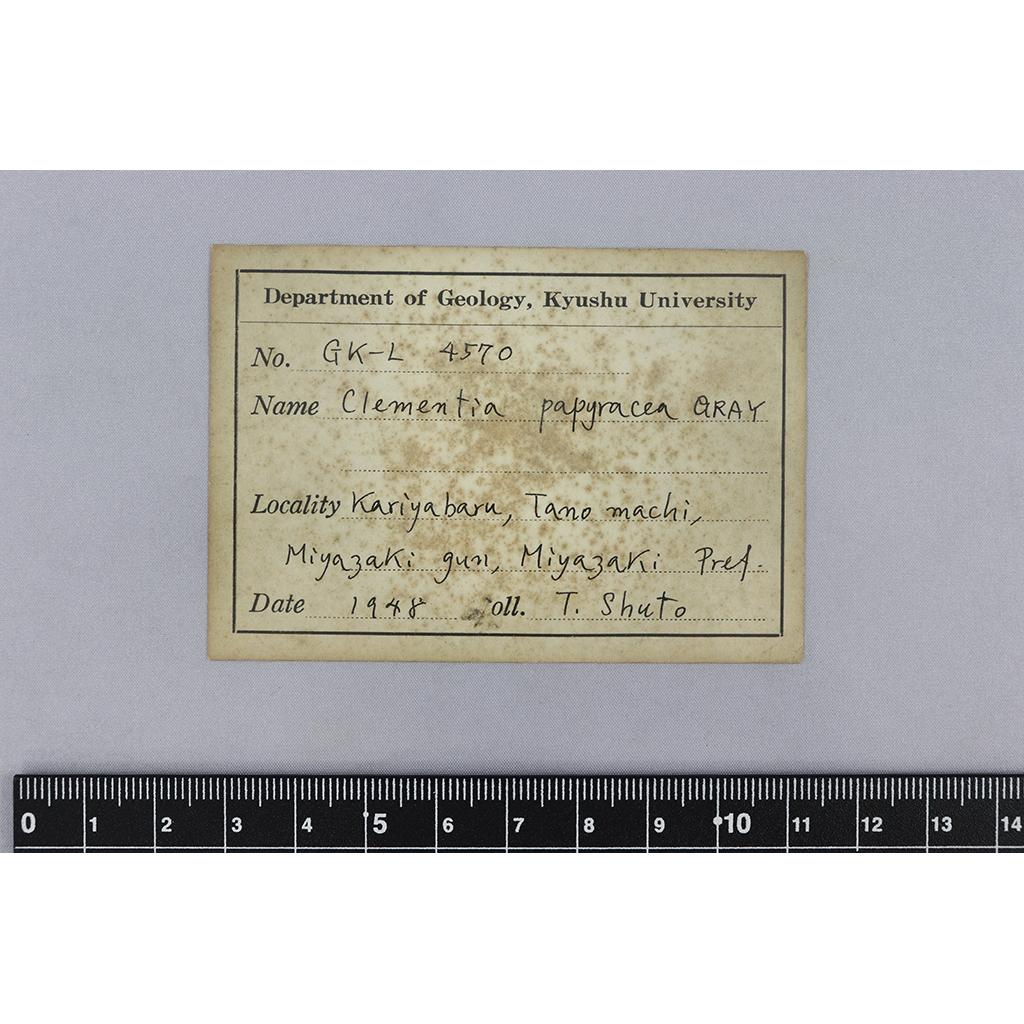 Department of Geology, Kyushu University
No. GK-L 4570
Name Clementia papyracea GRAY
Locality Kariyabaru, Tano machi,
Miyazaki gun, Miyazaki Pref.
Date 1948 oll. T. Shuto
0 1 2 3 4 5 6 7 8 9 10 11 12 13 14